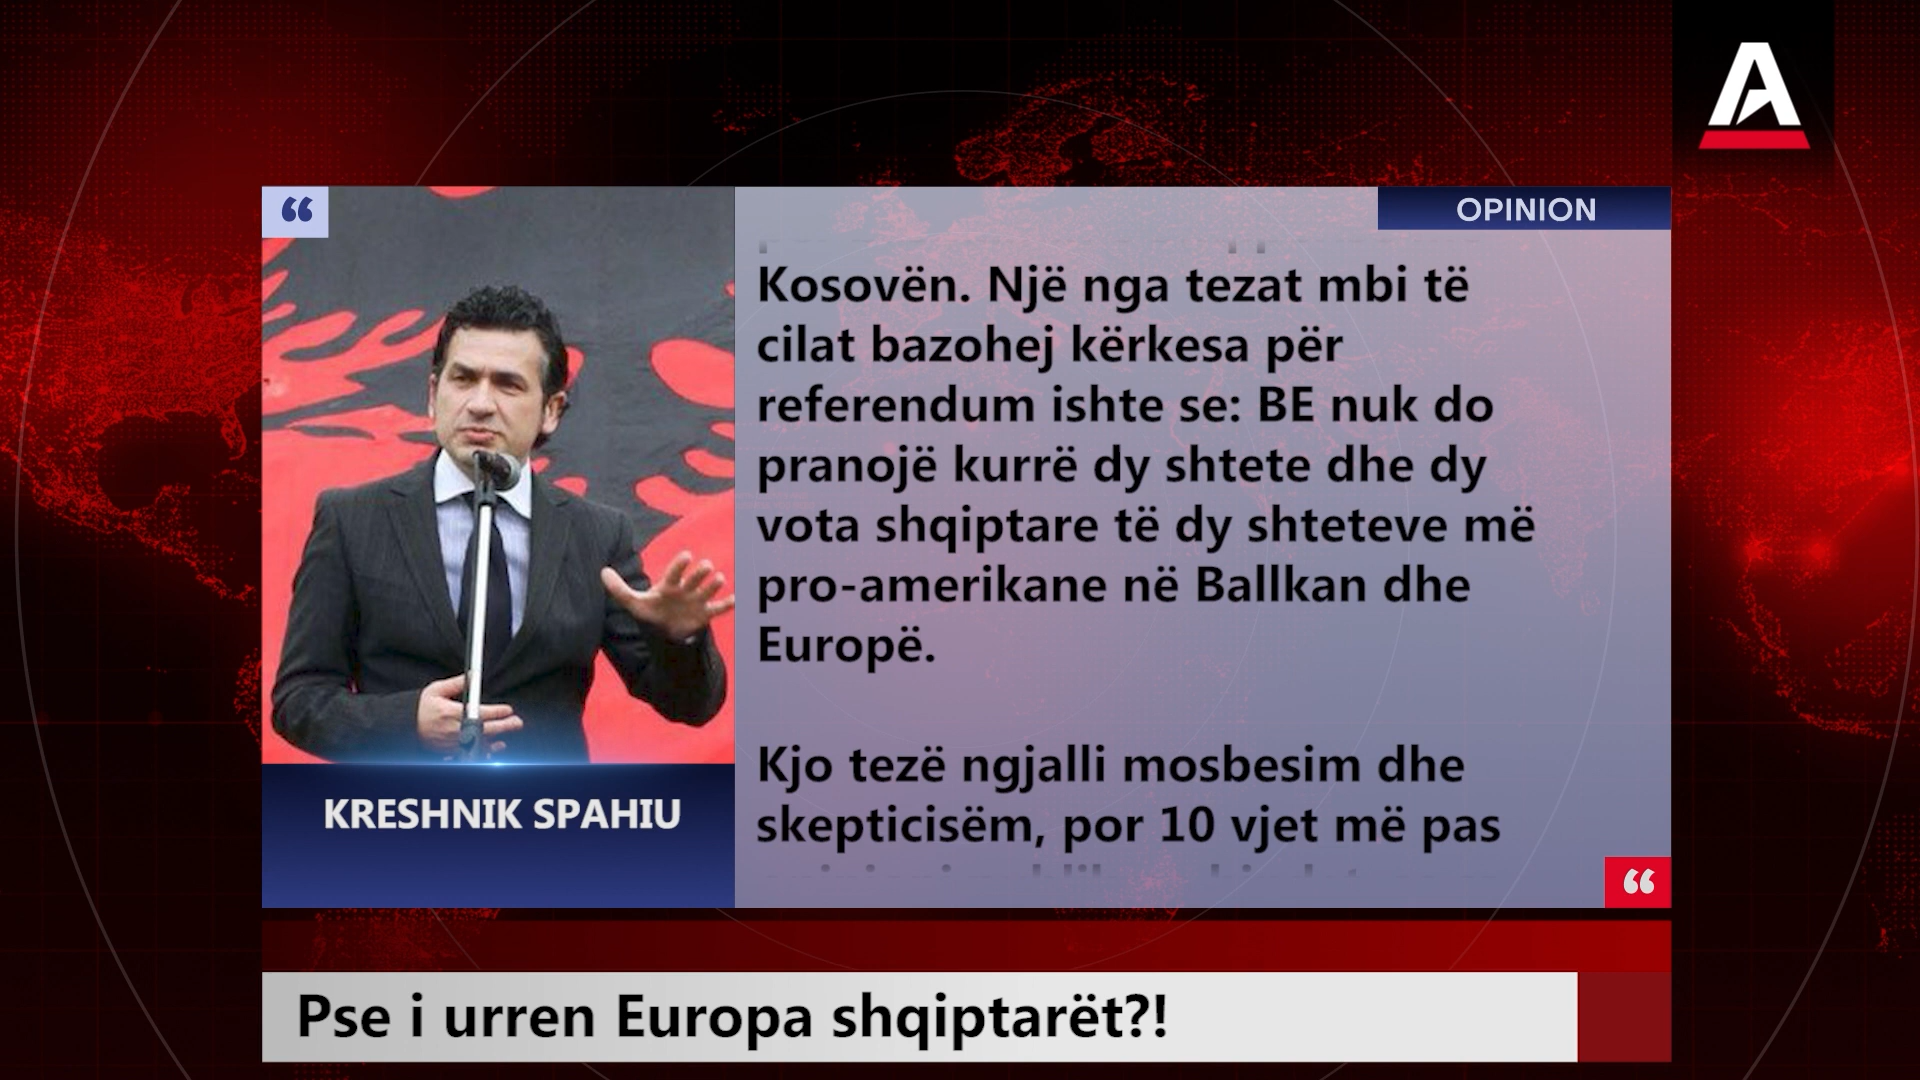 OPINION
Kosovën. Një nga tezat mbi të
cilat bazohej kërkesa për
referendum ishte se: BE nuk do
pranojë kurrë dy shtete dhe dy
vota shqiptare të dy shteteve më
pro-amerikane në Ballkan dhe
Europë.
Kjo tezë ngjalli mosbesim dhe
skepticisëm, por 10 vjet më pas
KRESHNIK SPAHIU
Pse i urren Europa shqiptarët?!